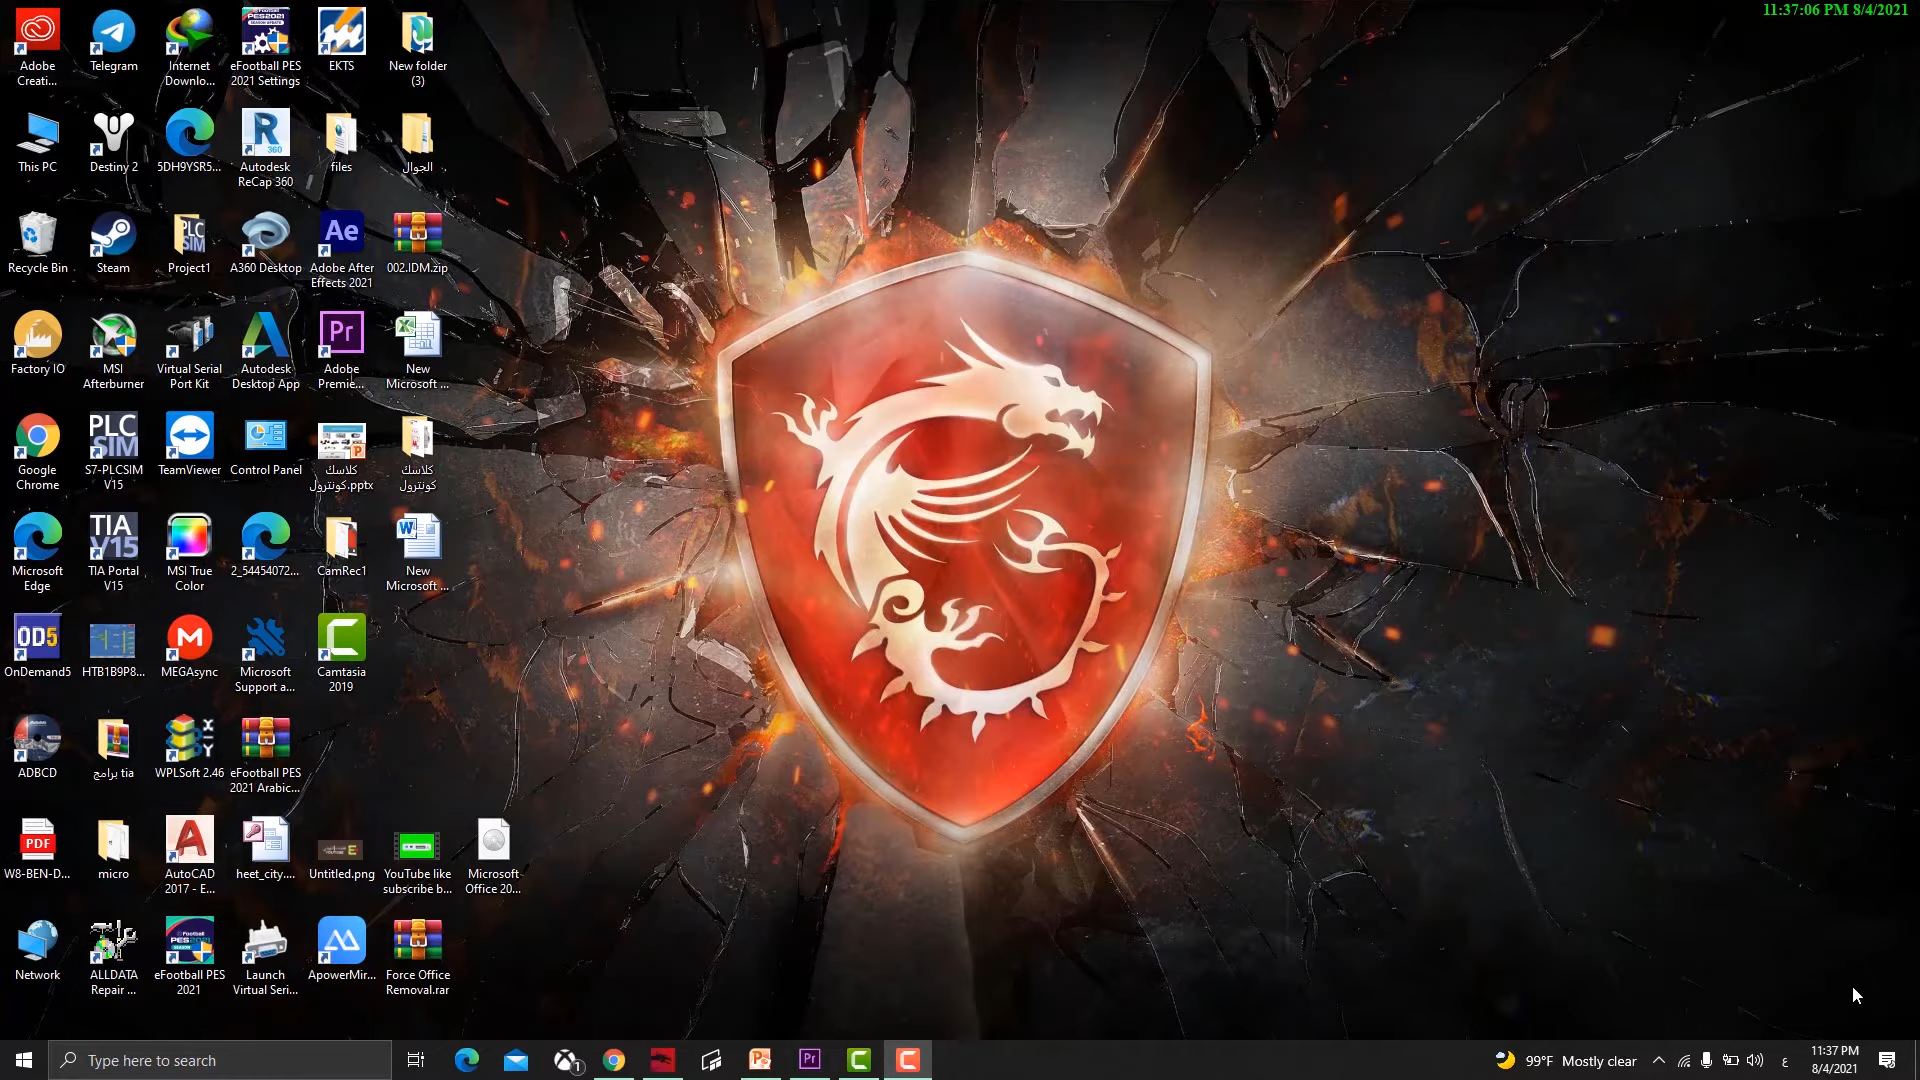 11:37:06 PM 8/4/2021
Adobe
Creati...
Telegram
Internet
Downlo...
eFootball PES
2021 Settings
EKTS
New folder
(3)
This PC
Destiny 2
5DH9YSR5...
Autodesk
ReCap 360
files
الجوال
Recycle Bin
Steam
Project1
A360 Desktop
Adobe After
Effects 2021
002.IDM.zip
Factory IO
MSI
Afterburner
Virtual Serial
Port Kit
Autodesk
Desktop App
Adobe
Premie...
New
Microsoft ...
Google
Chrome
S7-PLCSIM
V15
TeamViewer
Control Panel
كلاسك
كونترول.pptx
كلاسك
كونترول
Microsoft
Edge
TIA Portal
V15
MSI True
Color
2_54454072...
CamRec1
New
Microsoft ...
OnDemand5
HTB1B9P8...
MEGAsync
Microsoft
Support a...
Camtasia
2019
ADBCD
برامج tia
WPLSoft 2.46
eFootball PES
2021 Arabic...
W8-BEN-D...
micro
AutoCAD
2017 - E...
heet_city....
Untitled.png
YouTube like
subscribe b...
Microsoft
Office 20...
Network
ALLDATA
Repair ...
eFootball PES
2021
Launch
Virtual Seri...
ApowerMir...
Force Office
Removal.rar
Type here to search
99°F Mostly clear
ع
11:37 PM
8/4/2021